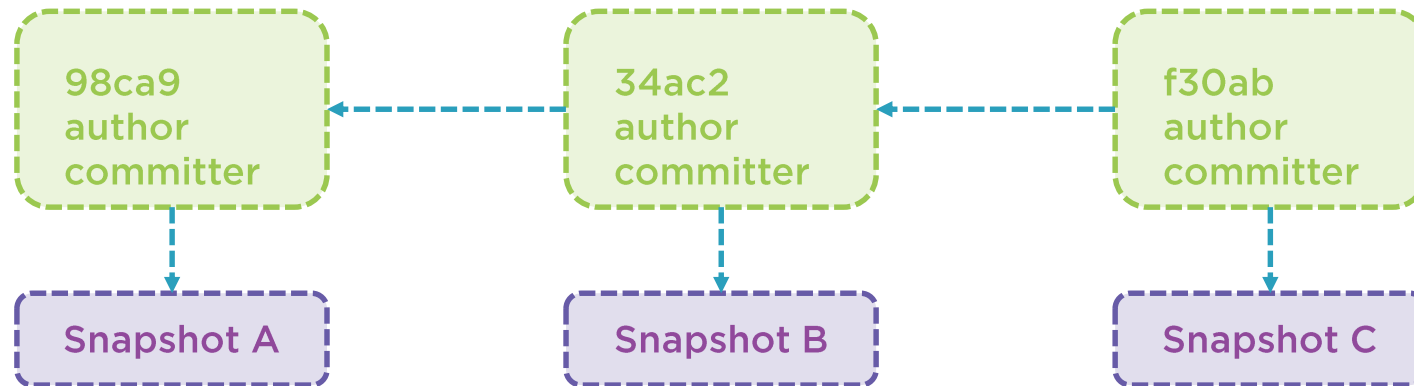 98ca9
author
committer
34ac2
author
committer
f30ab
author
committer
Snapshot A
Snapshot B
Snapshot C